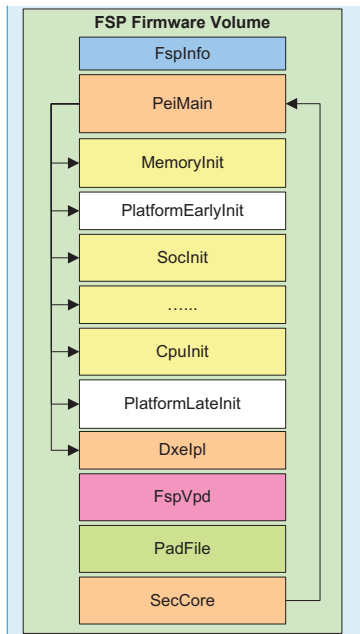 FSP Firmware Volume
FspInfo
PeiMain
MemoryInit
PlatformEarlyInit
SocInit
…...
CpuInit
PlatformLateInit
DxeIpl
FspVpd
PadFile
SecCore